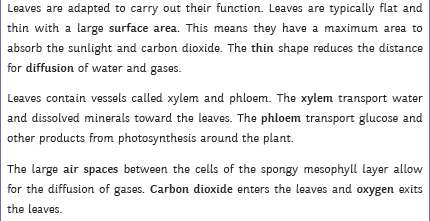 Leaves are adapted to carry out their function. Leaves are typically flat and
thin with a large surface area. This means they have a maximum area to
absorb the sunlight and carbon dioxide. The thin shape reduces the distance
for diffusion of water and gases.
Leaves contain vessels called xylem and phloem. The xylem transport water
and dissolved minerals toward the leaves. The phloem transport glucose and
other products from photosynthesis around the plant.
The large air spaces between the cells of the spongy mesophyll layer allow
for the diffusion of gases. Carbon dioxide enters the leaves and oxygen exits
the leaves.